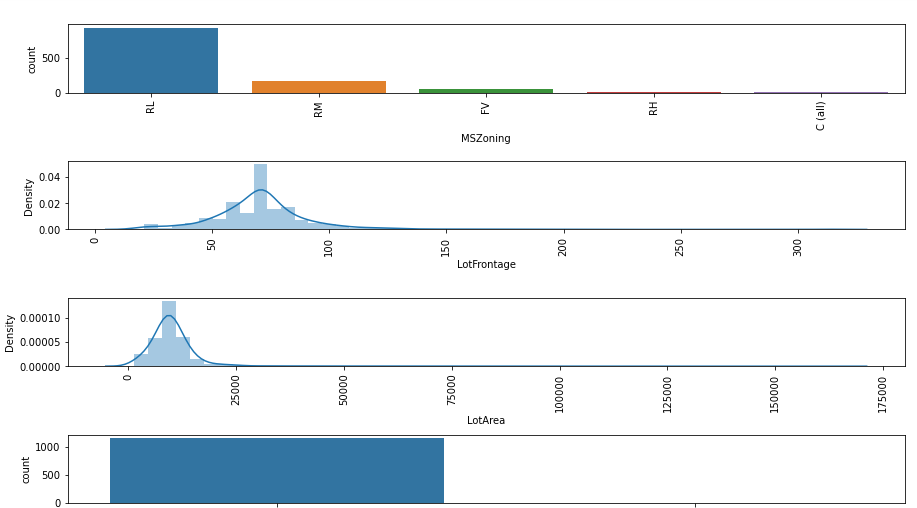 500
0
count
RL
RM
FV
RH
C (all)
MSZoning
0.04
0.02
0.00
Density
0
50
100
150
200
250
300
LotFrontage
0.00010
0.00005
0.00000
Density
0
25000
50000
75000
100000
125000
150000
175000
LotArea
1000
500
0
count